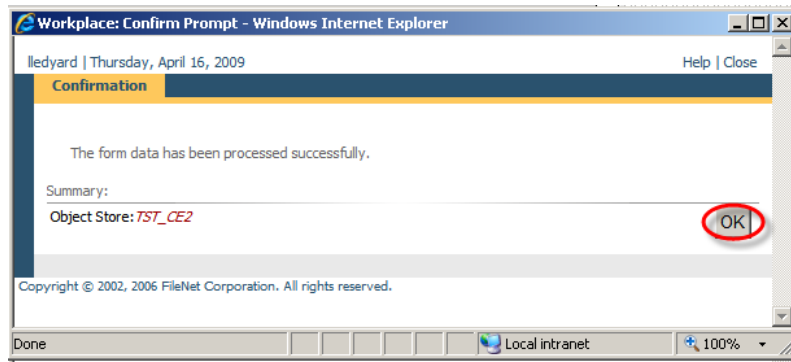 Workplace: Confirm Prompt - Windows Internet Explorer
lledyard | Thursday, April 16, 2009
Help | Close
Confirmation
The form data has been processed successfully.
Summary:
Object Store: TST_CE2
OK
Copyright © 2002, 2006 FileNet Corporation. All rights reserved.
Done
Local intranet
100%